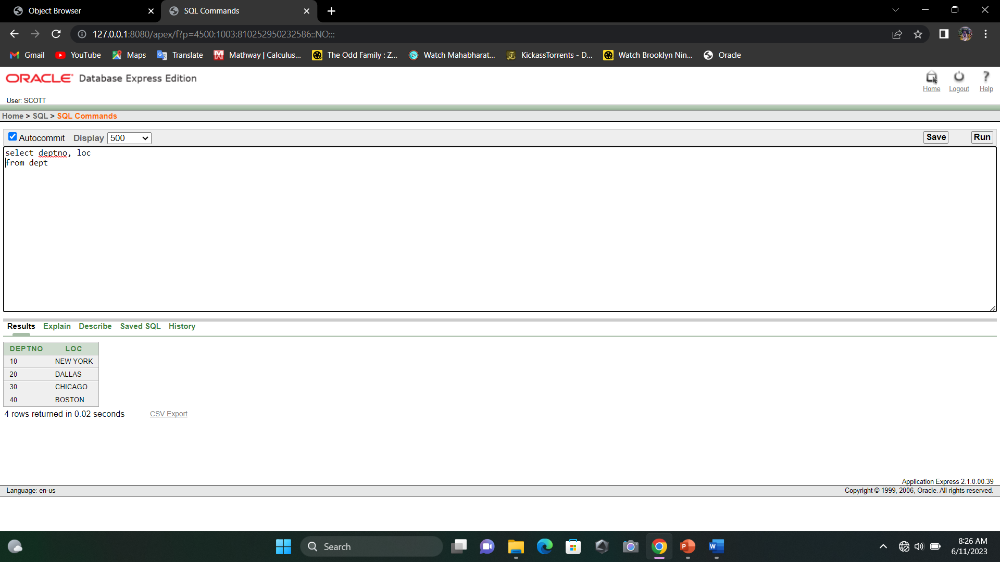 Object Browser
SQL Commands
127.0.0.1:8080/apex/f?p=4500:1003:810252950232586::NO:::
Gmail YouTube Maps Translate Mathway | Calculus... The Odd Family : Z... Watch Mahabharat... KickassTorrents - D... Watch Brooklyn Nin... Oracle
ORACLE Database Express Edition
Home Logout Help
User: SCOTT
Home > SQL > SQL Commands
Autocommit Display 500 Save Run
select deptno, loc
from dept
Results Explain Describe Saved SQL History
DEPTNO LOC
10 NEW YORK
20 DALLAS
30 CHICAGO
40 BOSTON
4 rows returned in 0.02 seconds CSV Export
Application Express 2.1.0.00.39
Language: en-us Copyright © 1999, 2006, Oracle. All rights reserved.
Search
8:26 AM
6/11/2023